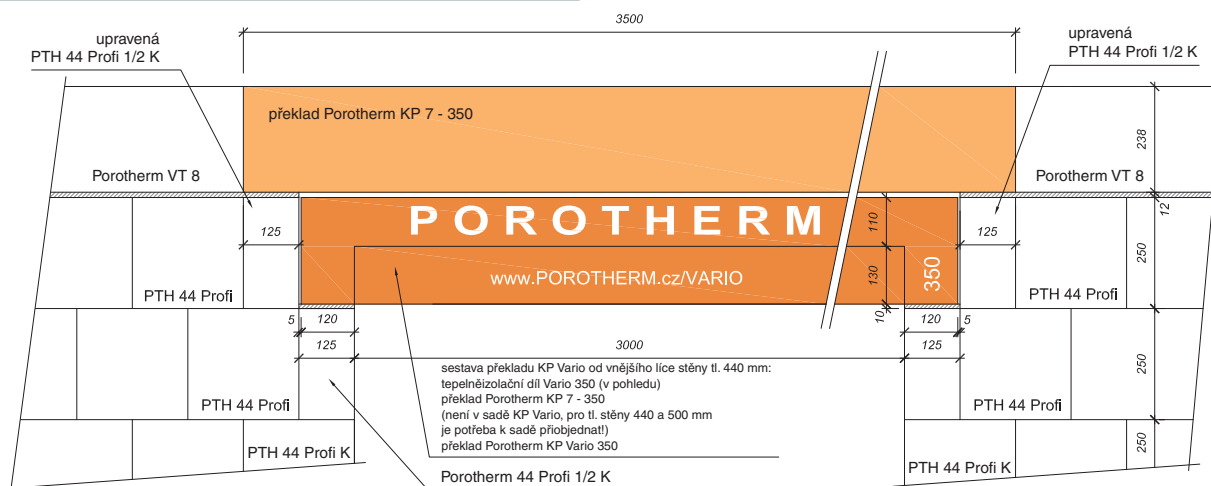 3500
upravená
PTH 44 Profi 1/2 K
upravená
PTH 44 Profi 1/2 K
překlad Porotherm KP 7 - 350
238
Porotherm VT 8
Porotherm VT 8
12
POROTHERM
110
125
125
250
www.POROTHERM.cz/VARIO
130
350
PTH 44 Profi
PTH 44 Profi
10
5
120
120
5
125
3000
125
250
sestava překladu KP Vario od vnějšího líce stěny tl. 440 mm:
tepelněizolační díl Vario 350 (v pohledu)
překlad Porotherm KP 7 - 350
(není v sadě KP Vario, pro tl. stěny 440 a 500 mm
je potřeba k sadě přiobjednat!)
překlad Porotherm KP Vario 350
PTH 44 Profi
PTH 44 Profi
250
PTH 44 Profi K
PTH 44 Profi K
Porotherm 44 Profi 1/2 K